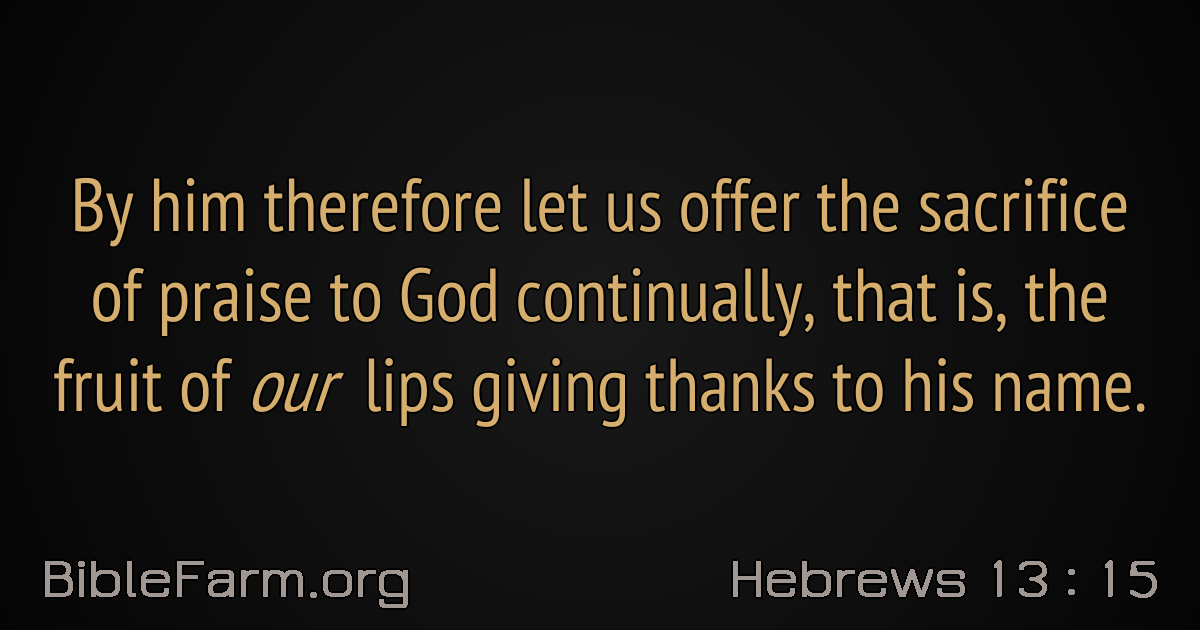 By him therefore let us offer the sacrifice
of praise to God continually, that is, the
fruit of our lips giving thanks to his name.
BibleFarm.org
Hebrews 13 : 15